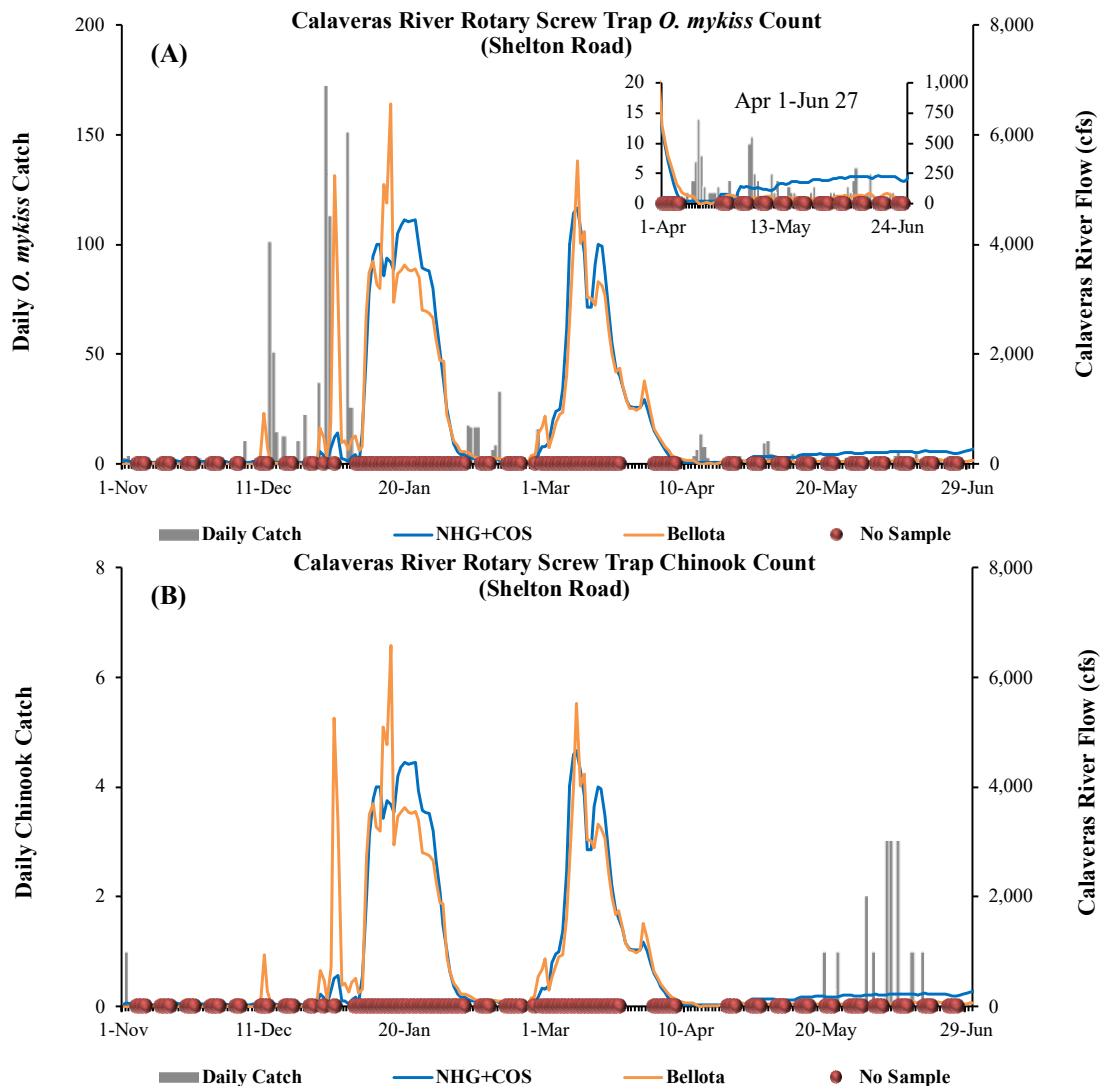 Calaveras River Rotary Screw Trap O. mykiss Count
(Shelton Road)
(A)
Daily O. mykiss Catch
200
150
100
50
0
8,000
6,000
4,000
2,000
0
Calaveras River Flow (cfs)
Apr 1-Jun 27
20
15
10
5
0
1,000
750
500
250
0
1-Apr 13-May 24-Jun
1-Nov 11-Dec 20-Jan 1-Mar 10-Apr 20-May 29-Jun
Daily Catch NHG+COS Bellota No Sample
Calaveras River Rotary Screw Trap Chinook Count
(Shelton Road)
(B)
Daily Chinook Catch
8
6
4
2
0
8,000
6,000
4,000
2,000
0
Calaveras River Flow (cfs)
1-Nov 11-Dec 20-Jan 1-Mar 10-Apr 20-May 29-Jun
Daily Catch NHG+COS Bellota No Sample